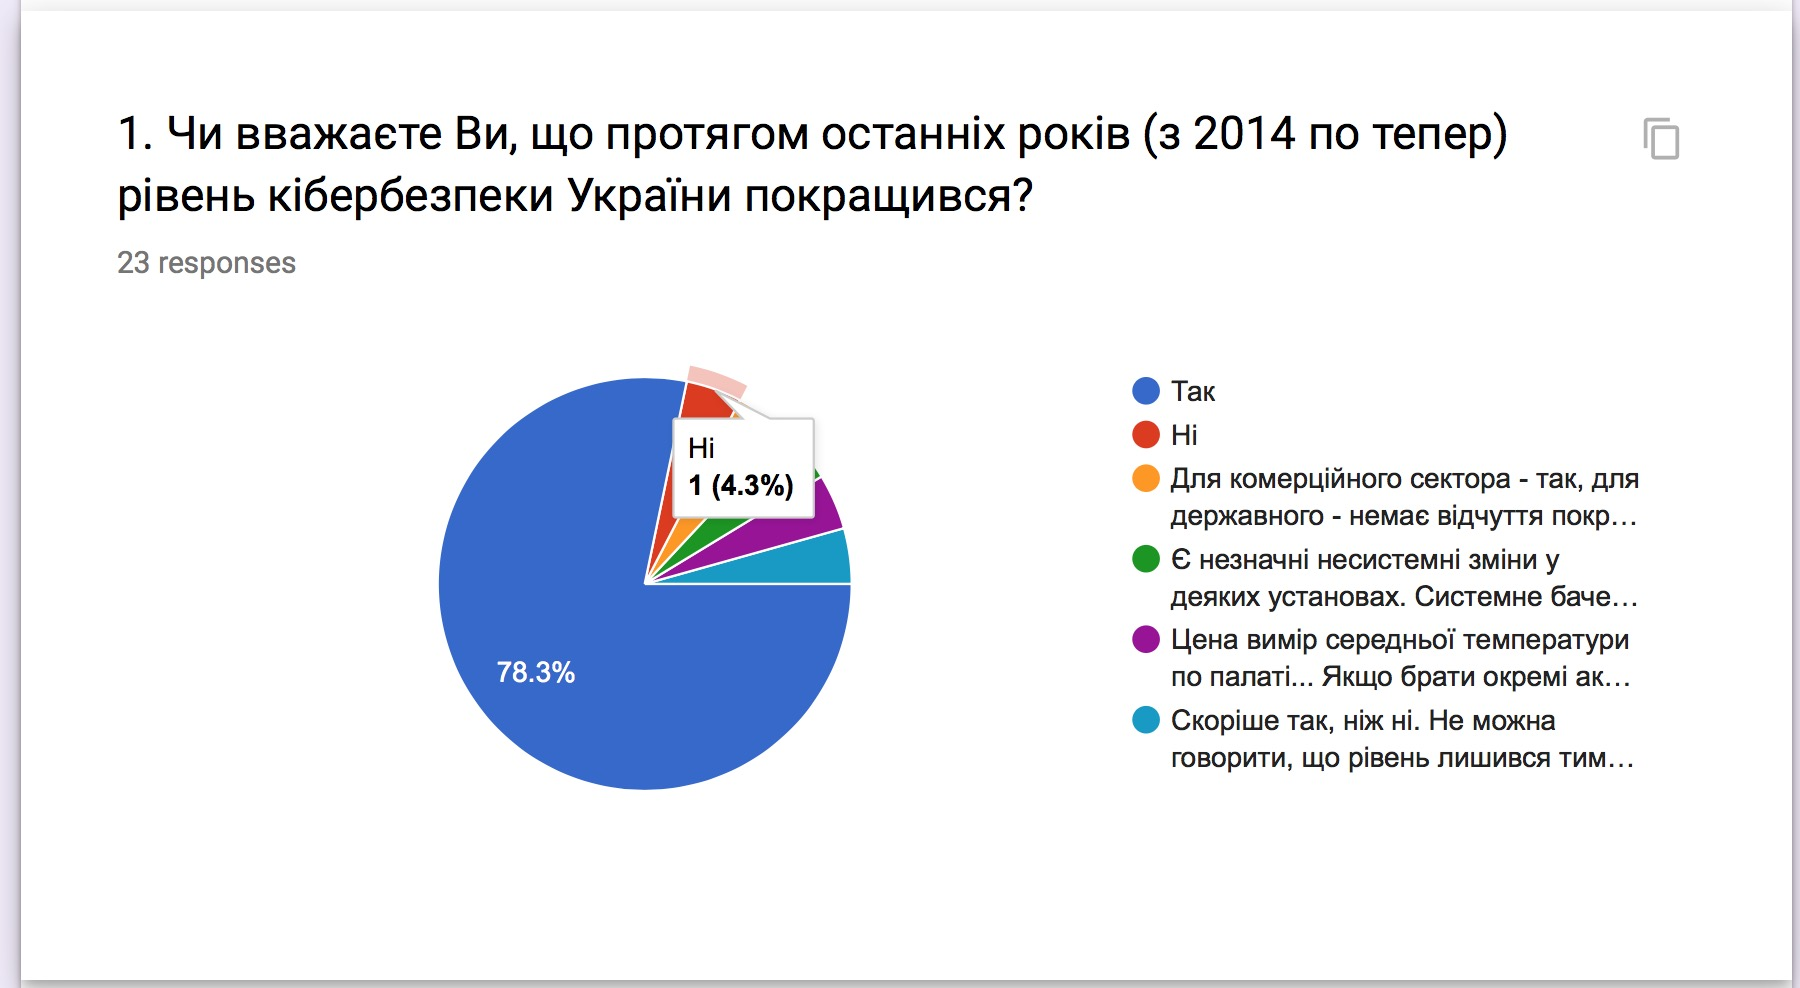 1. Чи вважаєте Ви, що протягом останніх років (з 2014 по тепер)
рівень кібербезпеки України покращився?
23 responses
Ні
1 (4.3%)
78.3%
Так
Ні
Для комерційного сектора - так, для
державного - немає відчуття покр...
Є незначні несистемні зміни у
деяких установах. Системне баче...
Цена вимір середньої температури
по палаті... Якщо брати окремі ак...
Скоріше так, ніж ні. Не можна
говорити, що рівень лишився тим...